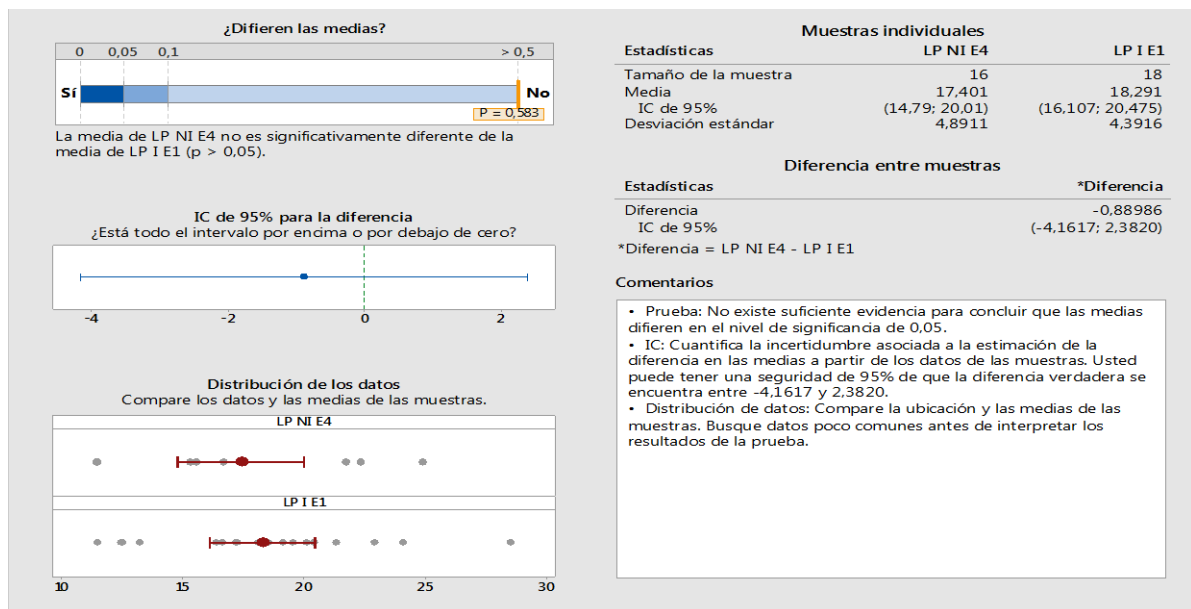 ¿Difieren las medias?
0 0,05 0,1 > 0,5
Sí No
P = 0,583
La media de LP NI E4 no es significativamente diferente de la
media de LP I E1 (p > 0,05).
IC de 95% para la diferencia
¿Está todo el intervalo por encima o por debajo de cero?
-4 -2 0 2
Distribución de los datos
Compare los datos y las medias de las muestras.
LP NI E4
LP I E1
10 15 20 25 30
Muestras individuales
Estadísticas LP NI E4 LP I E1
Tamaño de la muestra 16 18
Media 17,401 18,291
IC de 95% (14,79; 20,01) (16,107; 20,475)
Desviación estándar 4,8911 4,3916
Diferencia entre muestras
Estadísticas *Diferencia
Diferencia -0,88986
IC de 95% (-4,1617; 2,3820)
*Diferencia = LP NI E4 - LP I E1
Comentarios
• Prueba: No existe suficiente evidencia para concluir que las medias
difieren en el nivel de significancia de 0,05.
• IC: Cuantifica la incertidumbre asociada a la estimación de la
diferencia en las medias a partir de los datos de las muestras. Usted
puede tener una seguridad de 95% de que la diferencia verdadera se
encuentra entre -4,1617 y 2,3820.
• Distribución de datos: Compare la ubicación y las medias de las
muestras. Busque datos poco comunes antes de interpretar los
resultados de la prueba.